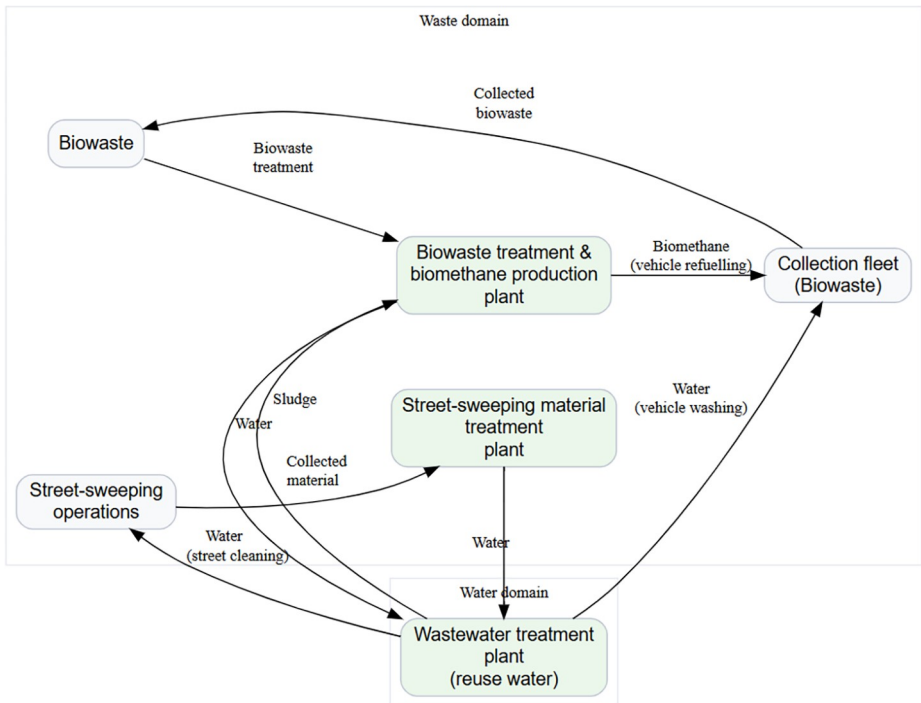 Waste domain
Collected
biowaste
Biowaste
Biowaste
treatment
Biowaste treatment &
biomethane production
plant
Biomethane
(vehicle refuelling)
Collection fleet
(Biowaste)
Sludge
Water
Street-sweeping material
treatment
plant
Water
(vehicle washing)
Collected
material
Street-sweeping
operations
Water
(street cleaning)
Water
Water domain
Wastewater treatment
plant
(reuse water)